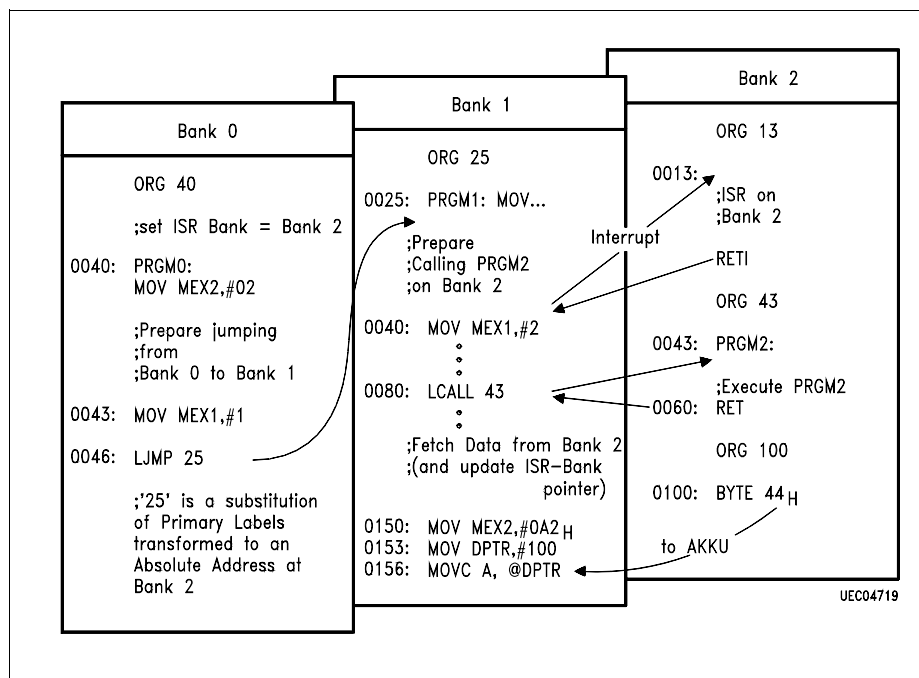 Bank 0
ORG 40
;set ISR Bank = Bank 2
0040: PRGM0:
MOV MEX2,#02
;Prepare jumping
;from
;Bank 0 to Bank 1
0043: MOV MEX1,#1
0046: LJMP 25
;'25' is a substitution
of Primary Labels
transformed to an
Absolute Address at
Bank 2
Bank 1
ORG 25
0025: PRGM1: MOV...
;Prepare
;Calling PRGM2
;on Bank 2
0040: MOV MEX1,#2
0080: LCALL 43
;Fetch Data from Bank 2
;(and update ISR-Bank
pointer)
0150: MOV MEX2,#0A2H
0153: MOV DPTR,#100
0156: MOVC A, @DPTR
Interrupt
Bank 2
ORG 13
0013:
;ISR on
;Bank 2
RETI
ORG 43
0043: PRGM2:
;Execute PRGM2
0060: RET
ORG 100
0100: BYTE 44H
to AKKU
UEC04719